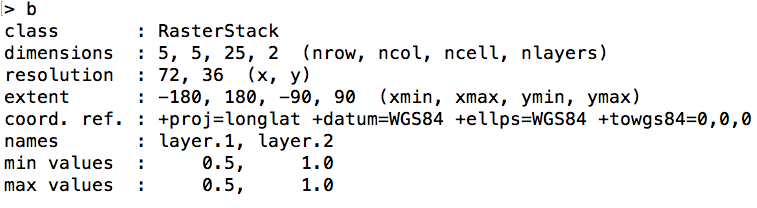 > b
class       : RasterStack
dimensions  : 5, 5, 25, 2  (nrow, ncol, ncell, nlayers)
resolution  : 72, 36  (x, y)
extent      : -180, 180, -90, 90  (xmin, xmax, ymin, ymax)
coord. ref. : +proj=longlat +datum=WGS84 +ellps=WGS84 +towgs84=0,0,0
names       : layer.1, layer.2
min values  :     0.5,     1.0
max values  :     0.5,     1.0